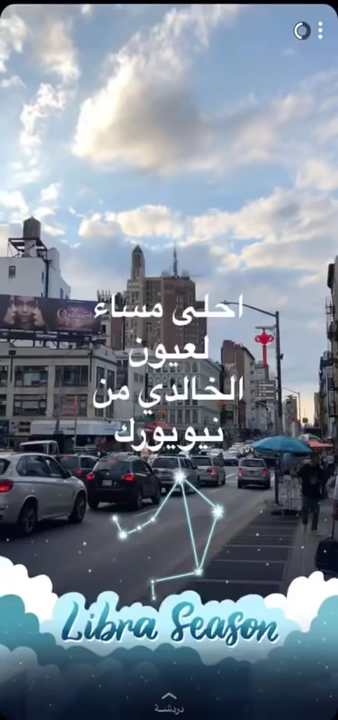 احلى مساء
لعيون
الخالدي من
نيويورك
Libra Season
دردشة